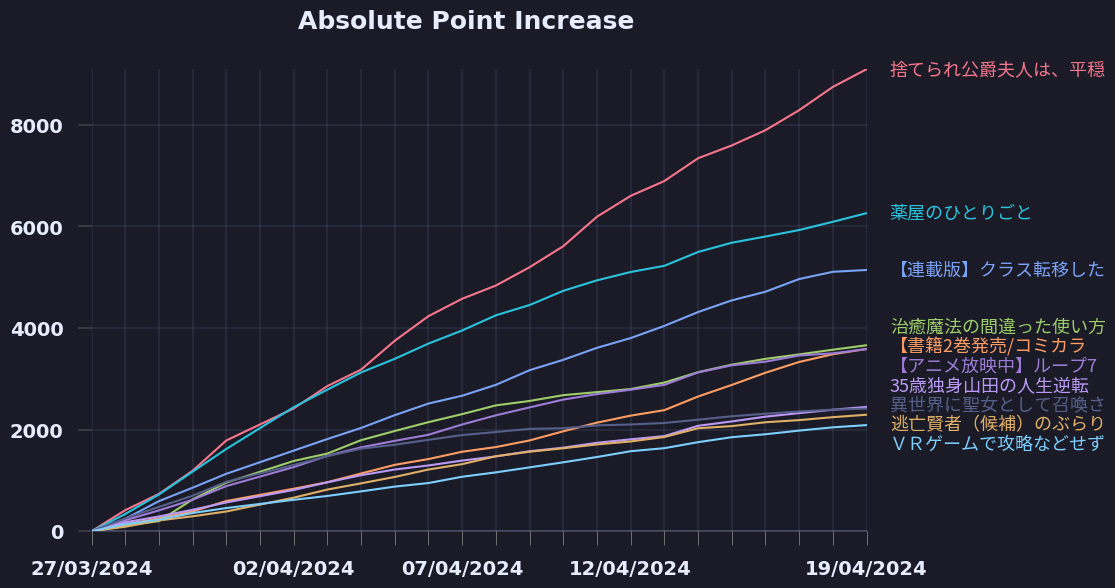 Absolute Point Increase
捨てられ公爵夫人は、平穏
8000
薬屋のひとりごと
6000
【連載版】クラス転移した
4000
治癒魔法の間違った使い方
【書籍2巻発売/コミカラ
【アニメ放映中】ループ7
35歳独身山田の人生逆転
異世界に聖女として召喚さ
2000
逃亡賢者（候補）のぶらり
ＶＲゲームで攻略などせず
0
27/03/2024 02/04/2024 07/04/2024 12/04/2024 19/04/2024